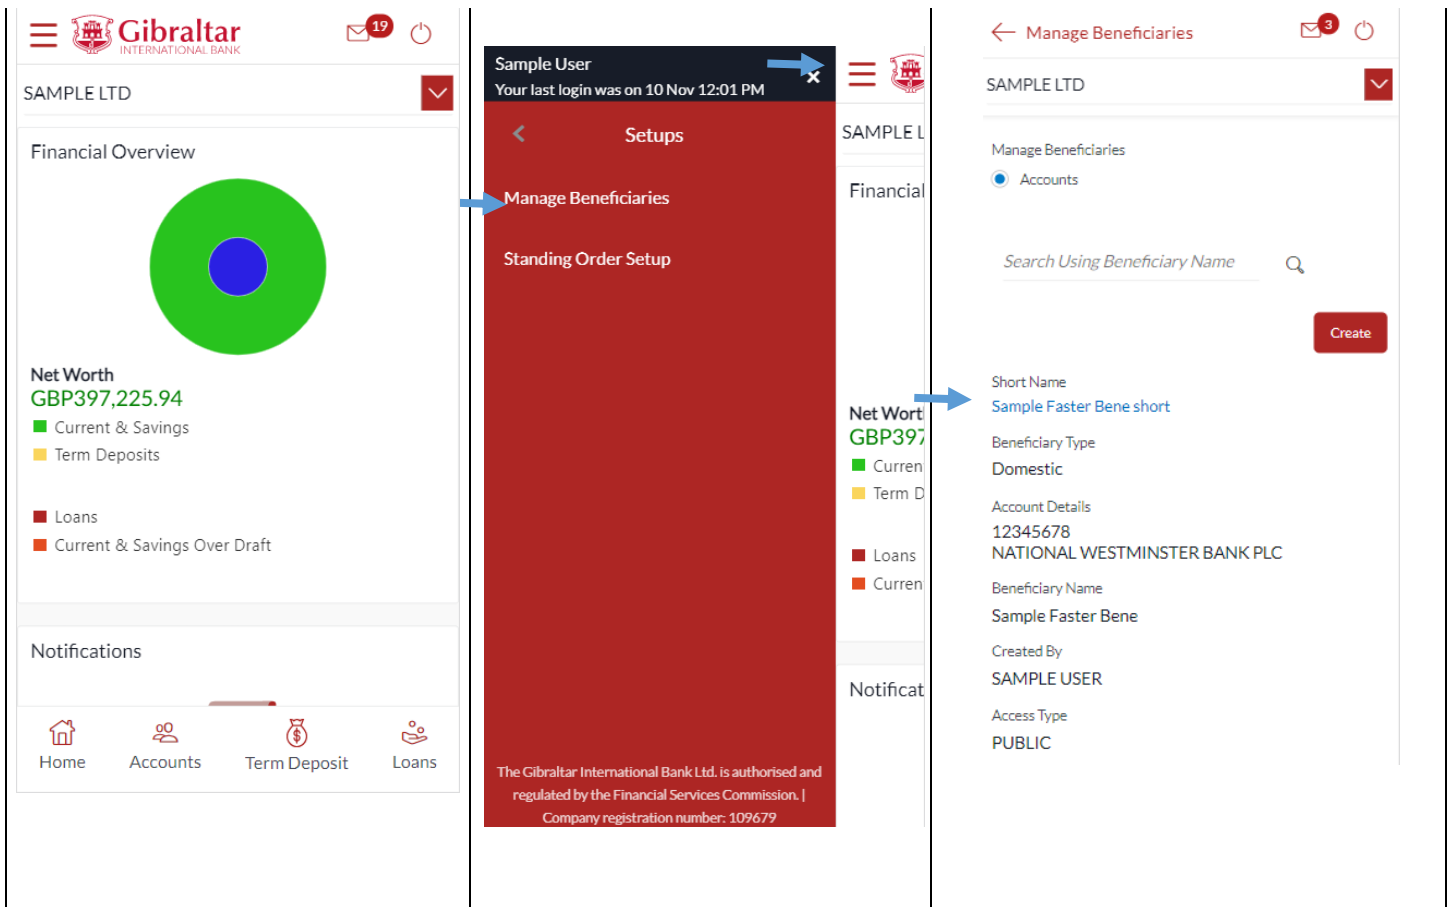 Gibraltar
INTERNATIONAL BANK
19
SAMPLE LTD
Financial Overview
Net Worth
GBP397,225.94
Current & Savings
Term Deposits
Loans
Current & Savings Over Draft
Notifications
Home
Accounts
Term Deposit
Loans
Sample User
Your last login was on 10 Nov 12:01 PM
Setups
Manage Beneficiaries
Standing Order Setup
The Gibraltar International Bank Ltd. is authorised and
regulated by the Financial Services Commission. |
Company registration number: 109679
SAMPLE L
Financial
Net Wort
GBP397
Curren
Term D
Loans
Curren
Notificat
Manage Beneficiaries
3
SAMPLE LTD
Manage Beneficiaries
Accounts
Search Using Beneficiary Name
Create
Short Name
Sample Faster Bene short
Beneficiary Type
Domestic
Account Details
12345678
NATIONAL WESTMINSTER BANK PLC
Beneficiary Name
Sample Faster Bene
Created By
SAMPLE USER
Access Type
PUBLIC